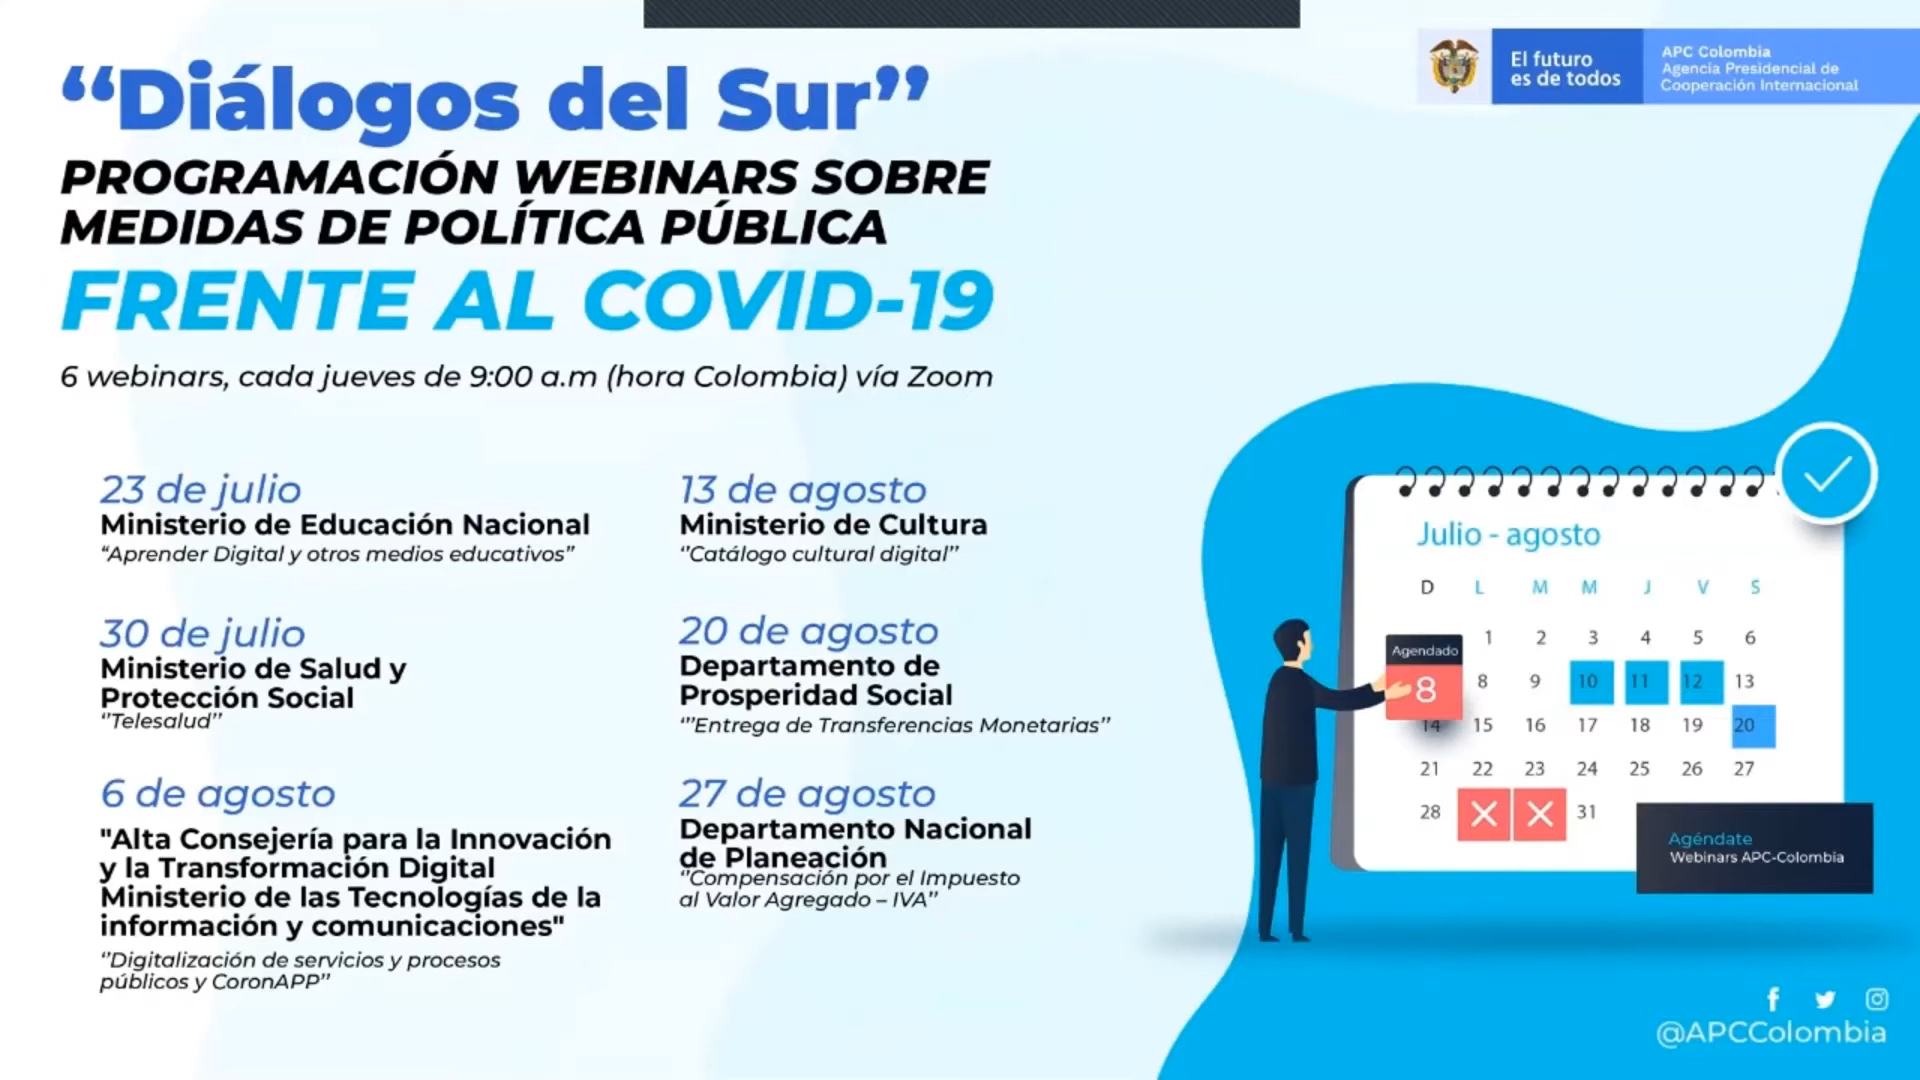 “Diálogos del Sur”
PROGRAMACIÓN WEBINARS SOBRE
MEDIDAS DE POLÍTICA PÚBLICA
FRENTE AL COVID-19
6 webinars, cada jueves de 9:00 a.m (hora Colombia) vía Zoom
El futuro
es de todos
APC Colombia
Agencia Presidencial de
Cooperación Internacional
23 de julio
Ministerio de Educación Nacional
“Aprender Digital y otros medios educativos”
30 de julio
Ministerio de Salud y
Protección Social
‘’Telesalud’’
6 de agosto
"Alta Consejería para la Innovación
y la Transformación Digital
Ministerio de las Tecnologías de la
información y comunicaciones"
‘’Digitalización de servicios y procesos
públicos y CoronAPP’’
13 de agosto
Ministerio de Cultura
‘’Catálogo cultural digital’’
20 de agosto
Departamento de
Prosperidad Social
‘’’Entrega de Transferencias Monetarias’’
27 de agosto
Departamento Nacional
de Planeación
‘’Compensación por el Impuesto
al Valor Agregado – IVA’’
Julio - agosto
D L M M J V S
1 2 3 4 5 6
Agendado
8
8 9 10 11 12 13
14 15 16 17 18 19 20
21 22 23 24 25 26 27
28 31
Agéndate
Webinars APC-Colombia
@APCColombia